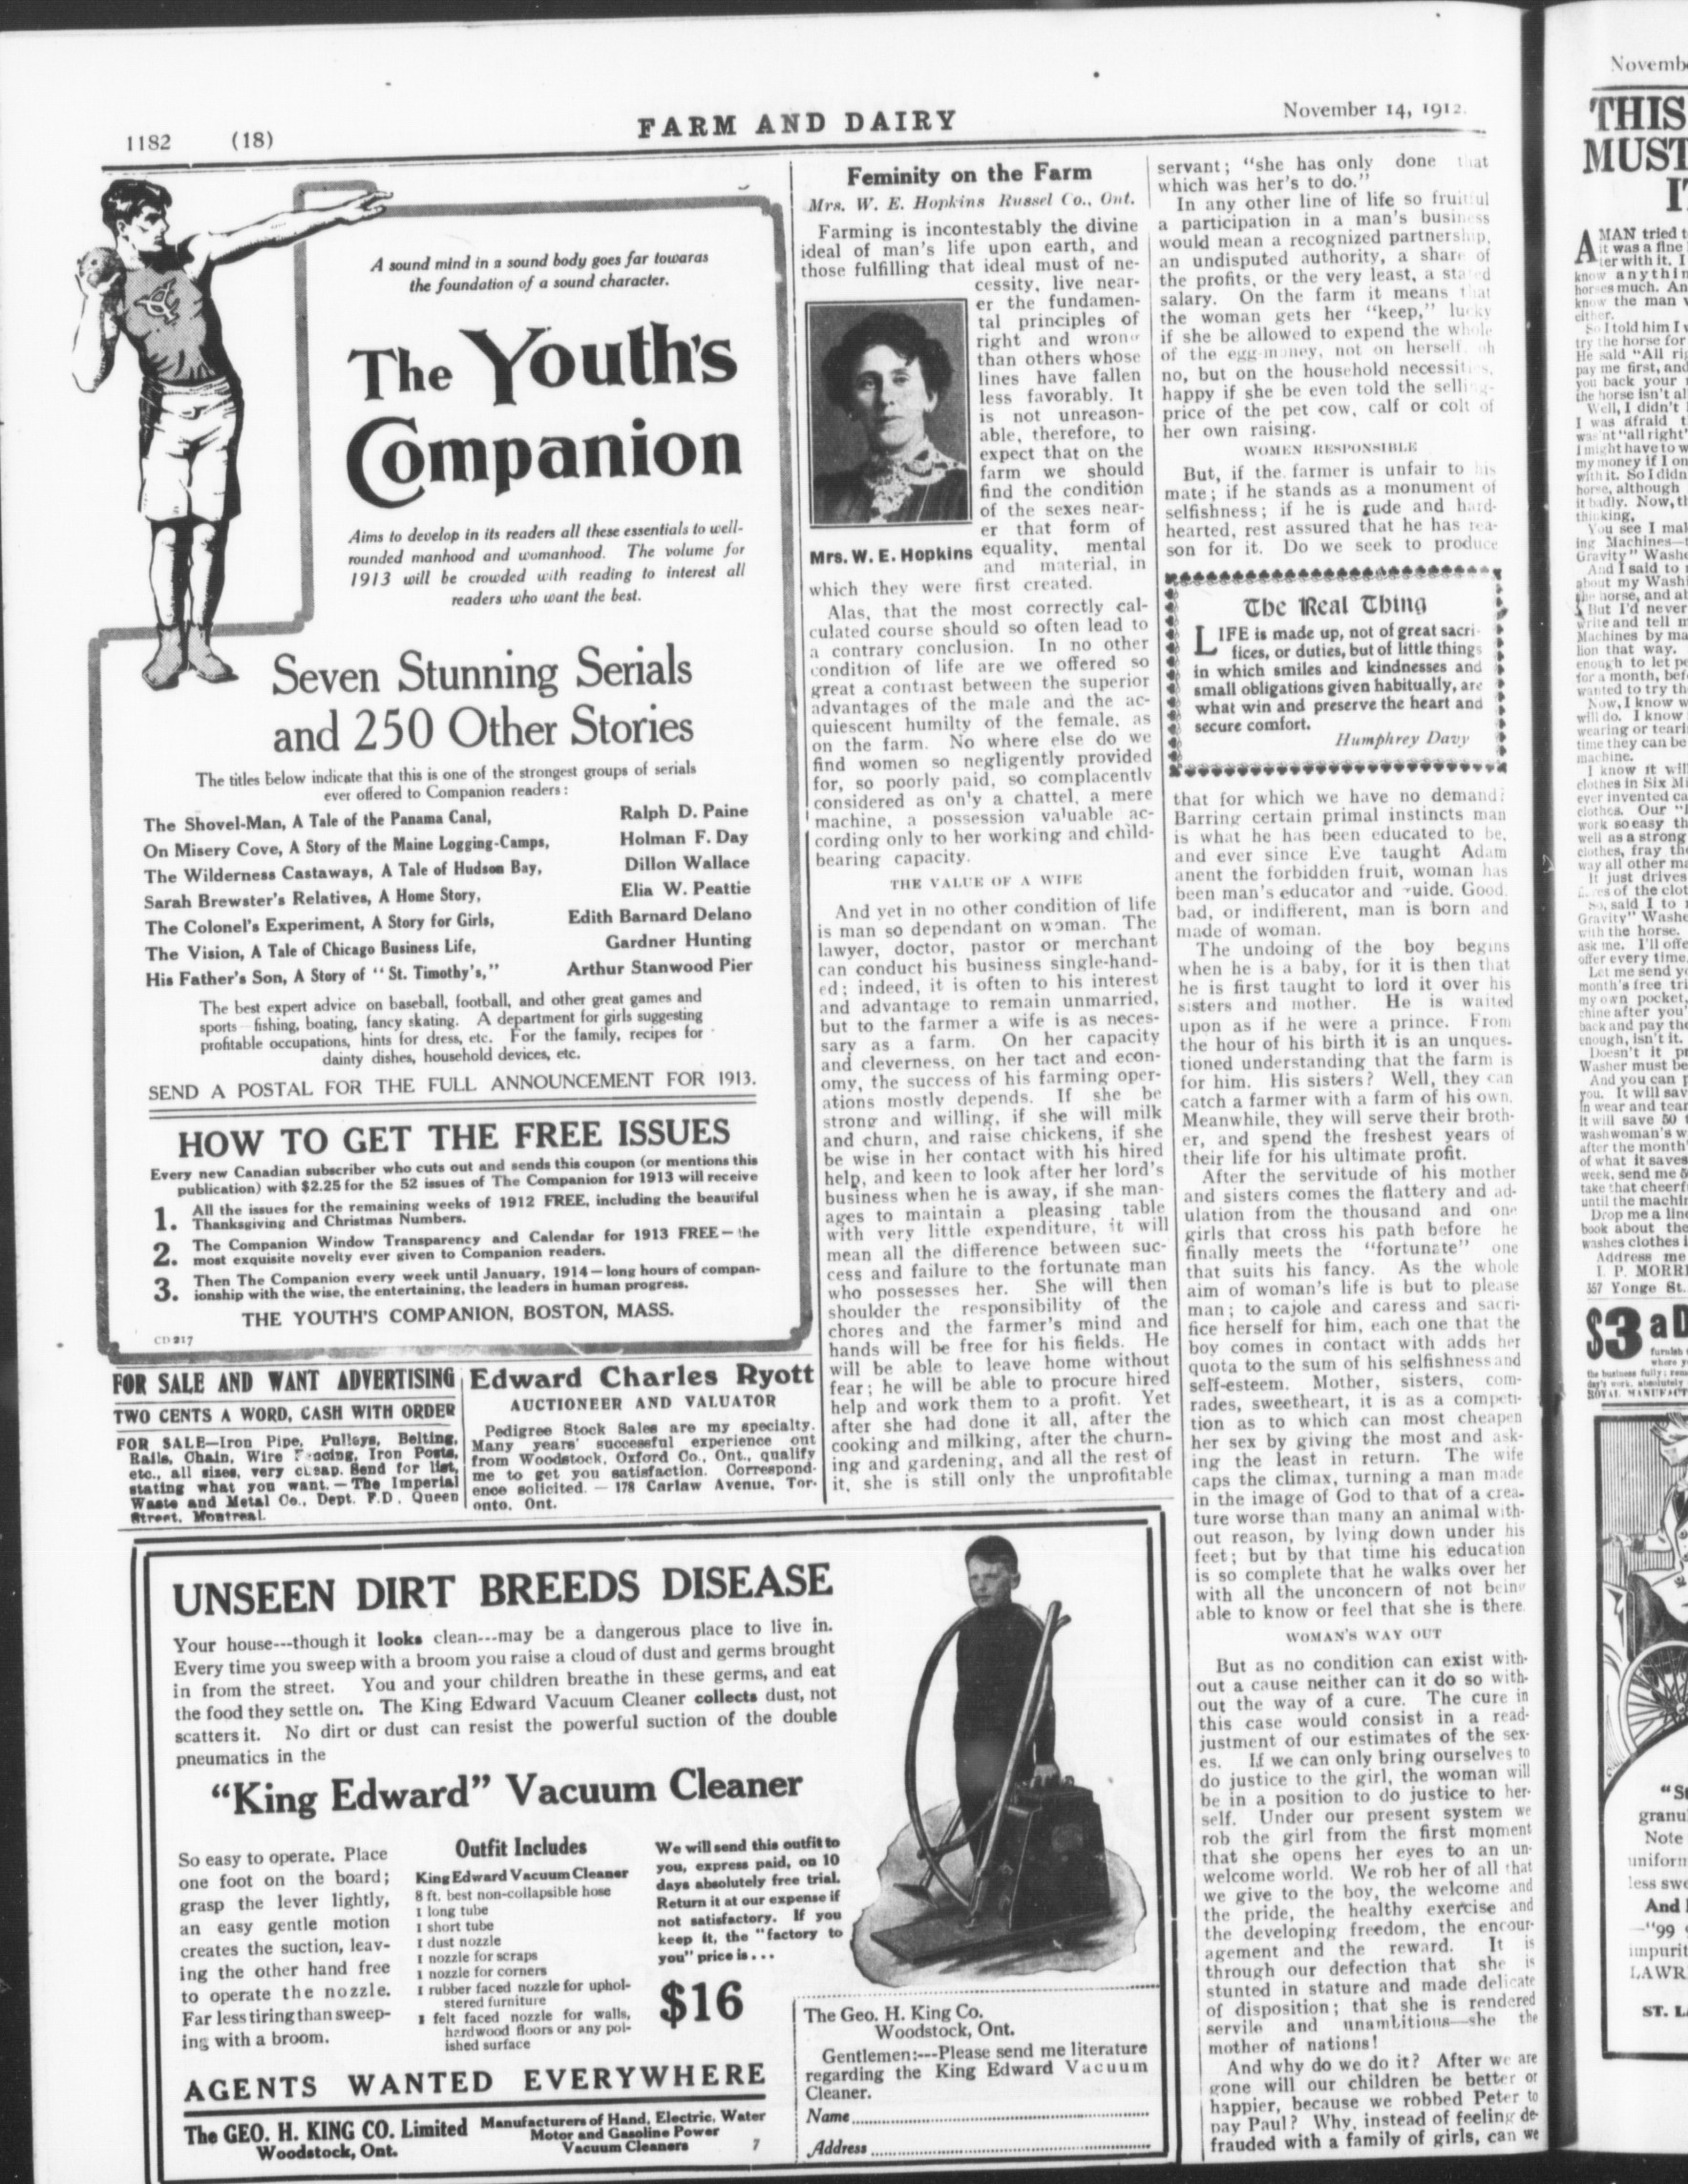 1182 (18)
FARM AND DAIRY
November 14, 1912.
A sound mind in a sound body goes far towards
the foundation of a sound character.
The Youth's
Companion
Aims to develop in its readers all these essentials to well-
rounded manhood and womanhood. The volume for
1913 will be crowded with reading to interest all
readers who want the best.
Seven Stunning Serials
and 250 Other Stories
The titles below indicate that this is one of the strongest groups of serials
ever offered to Companion readers:
The Shovel-Man, A Tale of the Panama Canal, Ralph D. Paine
On Misery Cove, A Story of the Maine Logging-Camps, Holman F. Day
The Wilderness Castaways, A Tale of Hudson Bay, Dillon Wallace
Sarah Brewster's Relatives, A Home Story, Elia W. Peattie
The Colonel's Experiment, A Story for Girls, Edith Barnard Delano
The Vision, A Tale of Chicago Business Life, Gardner Hunting
His Father's Son, A Story of "St. Timothy's," Arthur Stanwood Pier
The best expert advice on baseball, football, and other great games and
sports—fishing, boating, fancy skating. A department for girls suggesting
profitable occupations, hints for dress, etc. For the family, recipes for
dainty dishes, household devices, etc.
SEND A POSTAL FOR THE FULL ANNOUNCEMENT FOR 1913.
HOW TO GET THE FREE ISSUES
Every new Canadian subscriber who cuts out and sends this coupon (or mentions this
publication) with $2.25 for the 52 issues of The Companion for 1913 will receive
1. All the issues for the remaining weeks of 1912 FREE, including the beautiful
Thanksgiving and Christmas Numbers.
2. The Companion Window Transparency and Calendar for 1913 FREE—the
most exquisite novelty ever given to Companion readers.
3. Then The Companion every week until January, 1914—long hours of compan-
ionship with the wise, the entertaining, the leaders in human progress.
THE YOUTH'S COMPANION, BOSTON, MASS.
CD 217
FOR SALE AND WANT ADVERTISING
TWO CENTS A WORD, CASH WITH ORDER
FOR SALE—Iron Pipe, Pulleys, Belting,
Rails, Chain, Wire Fencing, Iron Posts,
etc., all sizes, very cheap. Send for list,
stating what you want.—The Imperial
Waste and Metal Co., Dept. F.D., Queen
Street, Montreal.
Edward Charles Ryott
AUCTIONEER AND VALUATOR
Pedigree Stock Sales are my specialty.
Many years' successful experience out
from Woodstock, Oxford Co., Ont., qualify
me to get you satisfaction. Correspond-
ence solicited. — 178 Carlaw Avenue, Tor-
onto, Ont.
UNSEEN DIRT BREEDS DISEASE
Your house---though it looks clean---may be a dangerous place to live in.
Every time you sweep with a broom you raise a cloud of dust and germs brought
in from the street. You and your children breathe in these germs, and eat
the food they settle on. The King Edward Vacuum Cleaner collects dust, not
scatters it. No dirt or dust can resist the powerful suction of the double
pneumatics in the
"King Edward" Vacuum Cleaner
So easy to operate. Place
one foot on the board;
grasp the lever lightly,
an easy gentle motion
creates the suction, leav-
ing the other hand free
to operate the nozzle.
Far less tiring than sweep-
ing with a broom.
Outfit Includes
King Edward Vacuum Cleaner
8 ft. best non-collapsible hose
1 long tube
1 short tube
1 dust nozzle
1 nozzle for scraps
1 nozzle for corners
1 rubber faced nozzle for uphol-
stered furniture
1 felt faced nozzle for walls,
hardwood floors or any pol-
ished surface
We will send this outfit to
you, express paid, on 10
days absolutely free trial.
Return it at our expense if
not satisfactory. If you
keep it, the "factory to
you" price is...
$16
AGENTS WANTED EVERYWHERE
The GEO. H. KING CO. Limited
Woodstock, Ont.
Manufacturers of Hand, Electric, Water
Motor and Gasoline Power
Vacuum Cleaners 7
The Geo. H. King Co.
Woodstock, Ont.
Gentlemen:---Please send me literature
regarding the King Edward Vacuum
Cleaner.
Name
Address
Feminity on the Farm
Mrs. W. E. Hopkins Russel Co., Ont.
Farming is incontestably the divine
ideal of man's life upon earth, and
those fulfilling that ideal must of ne-
cessity, live near-
er the fundamen-
tal principles of
right and wrong
than others whose
lines have fallen
less favorably. It
is not unreason-
able, therefore, to
expect that on the
farm we should
find the condition
of the sexes near-
er that form of
equality, mental
and material, in
Mrs. W. E. Hopkins
which they were first created.
Alas, that the most correctly cal-
culated course should so often lead to
a contrary conclusion. In no other
condition of life are we offered so
great a contrast between the superior
advantages of the male and the ac-
quiescent humilty of the female, as
on the farm. No where else do we
find women so negligently provided
for, so poorly paid, so complacently
considered as only a chattel, a mere
machine, a possession valuable ac-
cording only to her working and child-
bearing capacity.
THE VALUE OF A WIFE
And yet in no other condition of life
is man so dependant on woman. The
lawyer, doctor, pastor or merchant
can conduct his business single-hand-
ed; indeed, it is often to his interest
and advantage to remain unmarried,
but to the farmer a wife is as neces-
sary as a farm. On her capacity
and cleverness, on her tact and econ-
omy, the success of his farming oper-
ations mostly depends. If she be
strong and willing, if she will milk
and churn, and raise chickens, if she
be wise in her contact with his hired
help, and keen to look after her lord's
business when he is away, if she man-
ages to maintain a pleasing table
with very little expenditure, it will
mean all the difference between suc-
cess and failure to the fortunate man
who possesses her. She will then
shoulder the responsibility of the
chores and the farmer's mind and
hands will be free for his fields. He
will be able to leave home without
fear; he will be able to procure hired
help and work them to a profit. Yet
after she had done it all, after the
cooking and milking, after the churn-
ing and gardening, and all the rest of
it, she is still only the unprofitable
servant; "she has only done that
which was her's to do."
In any other line of life so fruitful
a participation in a man's business
would mean a recognized partnership,
an undisputed authority, a share of
the profits, or the very least, a stated
salary. On the farm it means that
the woman gets her "keep," lucky
if she be allowed to expend the whole
of the egg-money, not on herself, oh
no, but on the household necessities,
happy if she be even told the selling-
price of the pet cow, calf or colt of
her own raising.
WOMEN RESPONSIBLE
But, if the farmer is unfair to his
mate; if he stands as a monument of
selfishness; if he is rude and hard-
hearted, rest assured that he has rea-
son for it. Do we seek to produce
The Real Thing
LIFE is made up, not of great sacri-
fices, or duties, but of little things
in which smiles and kindnesses and
small obligations given habitually, are
what win and preserve the heart and
secure comfort.
Humphrey Davy
that for which we have no demand?
Barring certain primal instincts man
is what he has been educated to be,
and ever since Eve taught Adam
anent the forbidden fruit, woman has
been man's educator and guide. Good,
bad, or indifferent, man is born and
made of woman.
The undoing of the boy begins
when he is a baby, for it is then that
he is first taught to lord it over his
sisters and mother. He is waited
upon as if he were a prince. From
the hour of his birth it is an unques-
tioned understanding that the farm is
for him. His sisters? Well, they can
catch a farmer with a farm of his own.
Meanwhile, they will serve their broth-
er, and spend the freshest years of
their life for his ultimate profit.
After the servitude of his mother
and sisters comes the flattery and ad-
ulation from the thousand and one
girls that cross his path before he
finally meets the "fortunate" one
that suits his fancy. As the whole
aim of woman's life is but to please
man; to cajole and caress and sacri-
fice herself for him, each one that the
boy comes in contact with adds her
quota to the sum of his selfishness and
self-esteem. Mother, sisters, com-
rades, sweetheart, it is as a competi-
tion as to which can most cheapen
her sex by giving the most and ask-
ing the least in return. The wife
caps the climax, turning a man made
in the image of God to that of a crea-
ture worse than many an animal with-
out reason, by lying down under his
feet; but by that time his education
is so complete that he walks over her
with all the unconcern of not being
able to know or feel that she is there.
WOMAN'S WAY OUT
But as no condition can exist with-
out a cause neither can it do so with-
out the way of a cure. The cure in
this case would consist in a read-
justment of our estimates of the sex-
es. If we can only bring ourselves to
do justice to the girl, the woman will
be in a position to do justice to her-
self. Under our present system we
rob the girl from the first moment
that she opens her eyes to an un-
welcome world. We rob her of all that
we give to the boy, the welcome and
the pride, the healthy exercise and
the developing freedom, the encour-
agement and the reward. It is
through our defection that she is
stunted in stature and made delicate
of disposition; that she is rendered
servile and unambitious—she the
mother of nations!
And why do we do it? After we are
gone will our children be better or
happier, because we robbed Peter to
pay Paul? Why, instead of feeling de-
frauded with a family of girls, can we
THIS
MUST
$3 a D